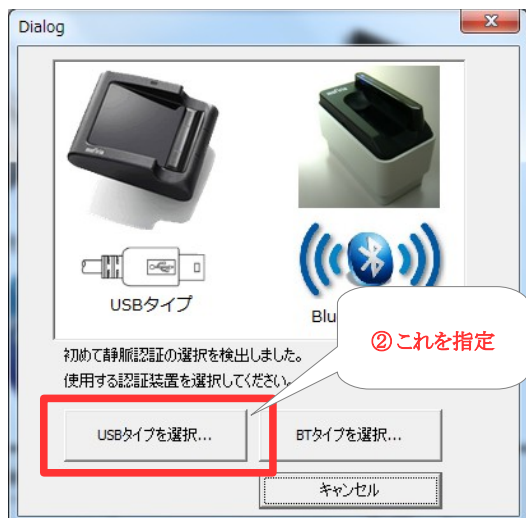 Dialog
USBタイプ
Blu
②これを指定
初めて静脈認証の選択を検出しました。
使用する認証装置を選択してください。
USBタイプを選択...
BTタイプを選択...
キャンセル